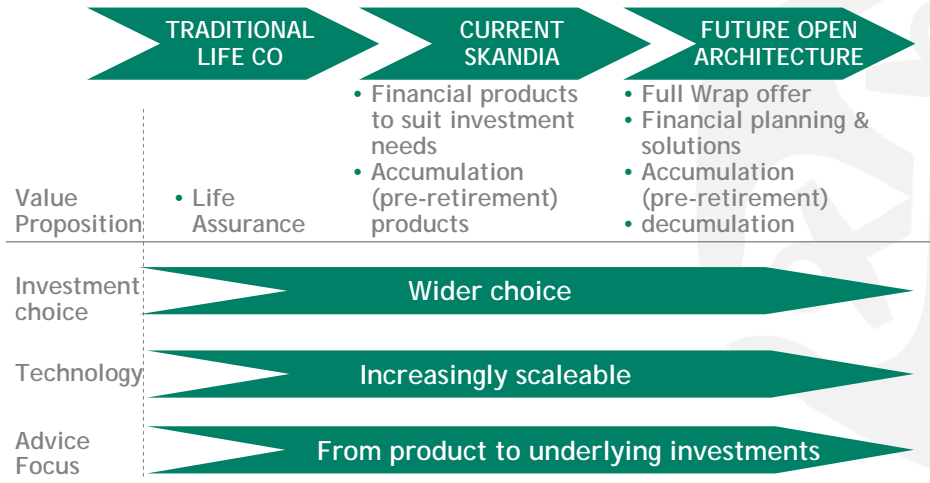 TRADITIONAL
LIFE CO
CURRENT
SKANDIA
FUTURE OPEN
ARCHITECTURE
Value
Proposition
• Life
Assurance
• Financial products
to suit investment
needs
• Accumulation
(pre-retirement)
products
• Full Wrap offer
• Financial planning &
solutions
• Accumulation
(pre-retirement)
• decumulation
Investment
choice
Wider choice
Technology
Increasingly scaleable
Advice
Focus
From product to underlying investments